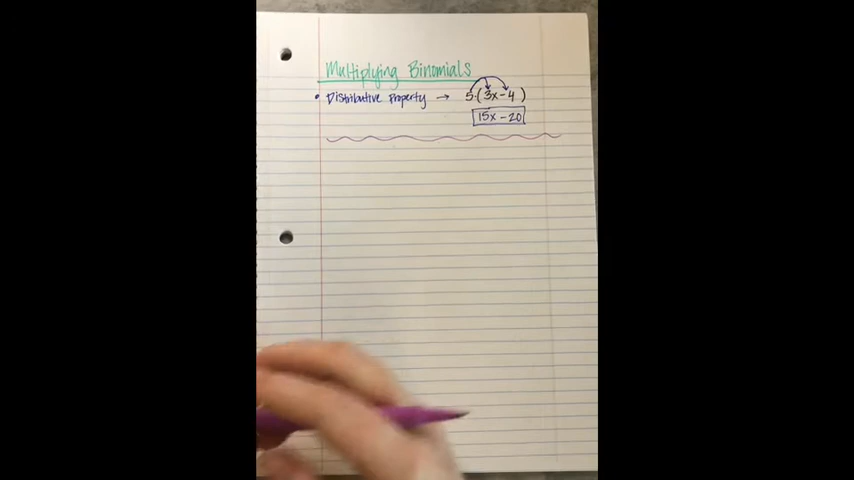 Multiplying Binomials
• Distributive Property → 5·(3x-4)
15x-20